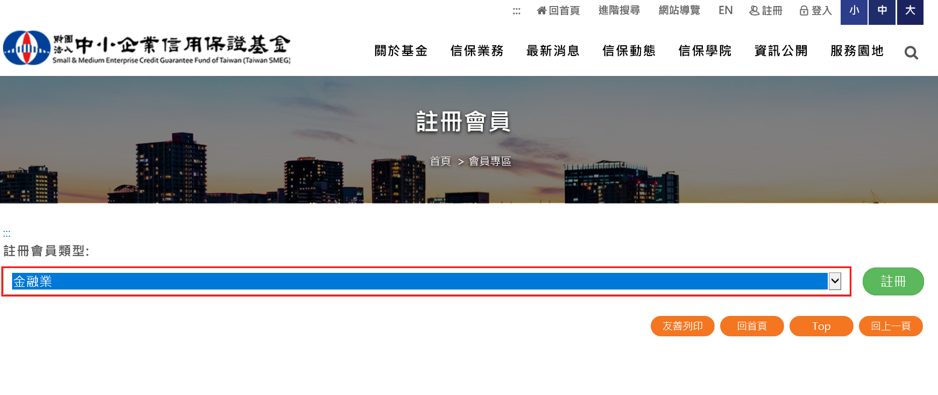 ::: 回首頁 進階搜尋 網站導覽 EN 註冊 登入 小 中 大
財團法人 中小企業信用保證基金
Small & Medium Enterprise Credit Guarantee Fund of Taiwan (Taiwan SMEG)
關於基金 信保業務 最新消息 信保動態 信保學院 資訊公開 服務園地
註冊會員
首頁 > 會員專區
:::
註冊會員類型:
金融業 註冊
友善列印 回首頁 Top 回上一頁